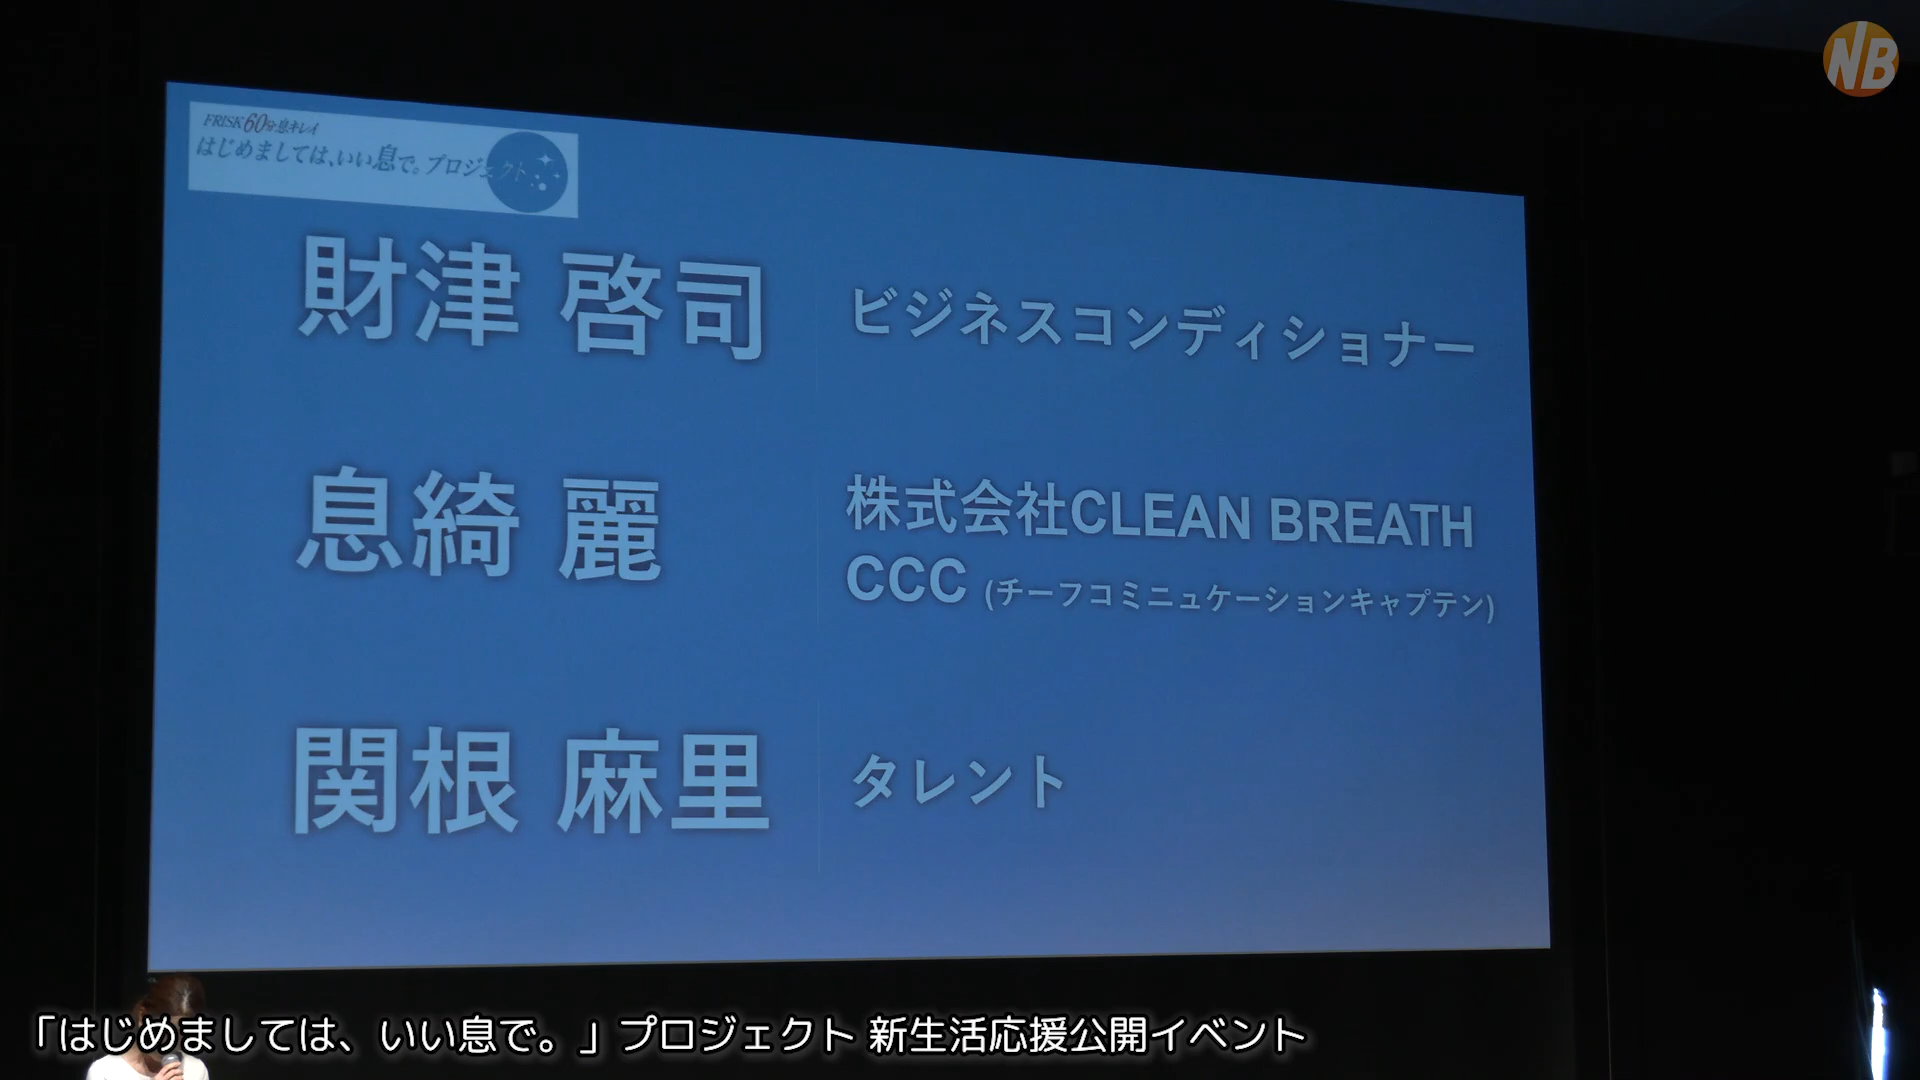 NB
FRISK60分息キレイ
はじめましては、いい息で。プロジェクト
財津 啓司
ビジネスコンディショナー
息綺 麗
株式会社CLEAN BREATH
CCC (チーフコミニュケーションキャプテン)
関根 麻里
タレント
「はじめましては、いい息で。」プロジェクト 新生活応援公開イベント